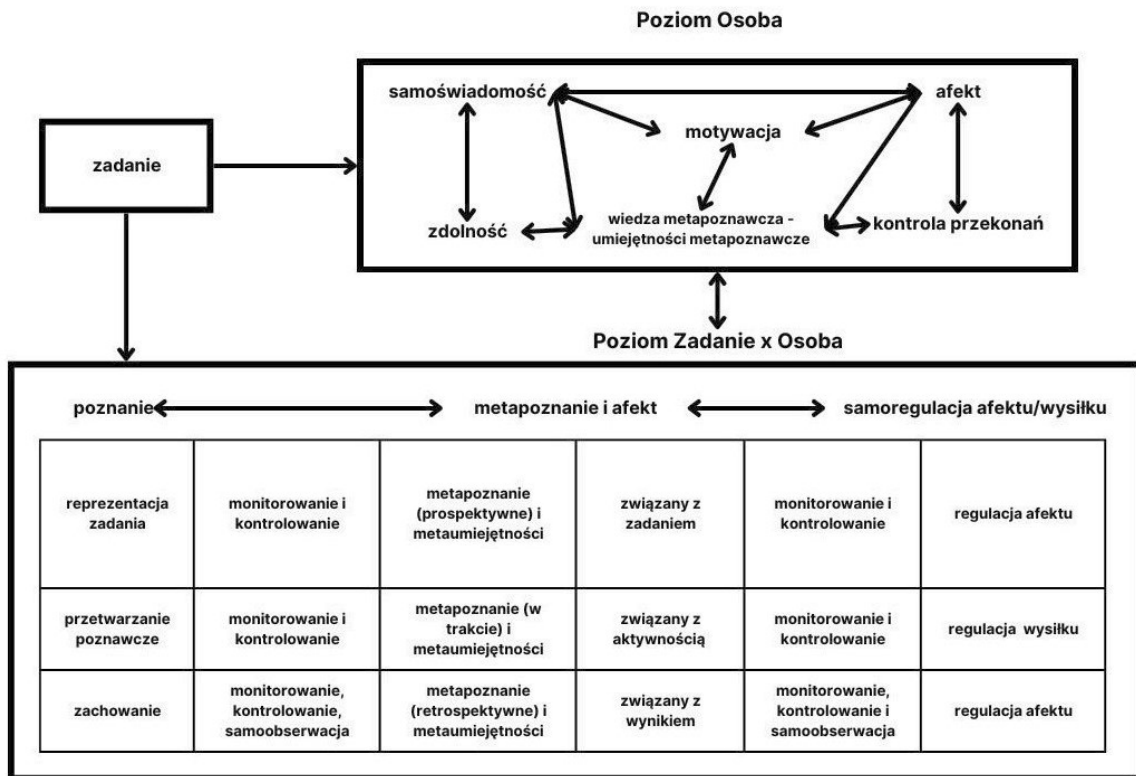 Poziom Osoba
samoświadomość
afekt
motywacja
zadanie
zdolność
wiedza metapoznawcza -
umiejętności metapoznawcze
kontrola przekonań
Poziom Zadanie x Osoba
poznanie
metapoznanie i afekt
samoregulacja afektu/wysiłku
reprezentacja
zadania
monitorowanie i
kontrolowanie
metapoznanie
(prospektywne) i
metaumiejętności
związany z
zadaniem
monitorowanie i
kontrolowanie
regulacja afektu
przetwarzanie
poznawcze
monitorowanie i
kontrolowanie
metapoznanie (w
trakcie) i
metaumiejętności
związany z
aktywnością
monitorowanie i
kontrolowanie
regulacja wysiłku
zachowanie
monitorowanie,
kontrolowanie,
samoobserwacja
metapoznanie
(retrospektywne) i
metaumiejętności
związany z
wynikiem
monitorowanie,
kontrolowanie i
samoobserwacja
regulacja afektu